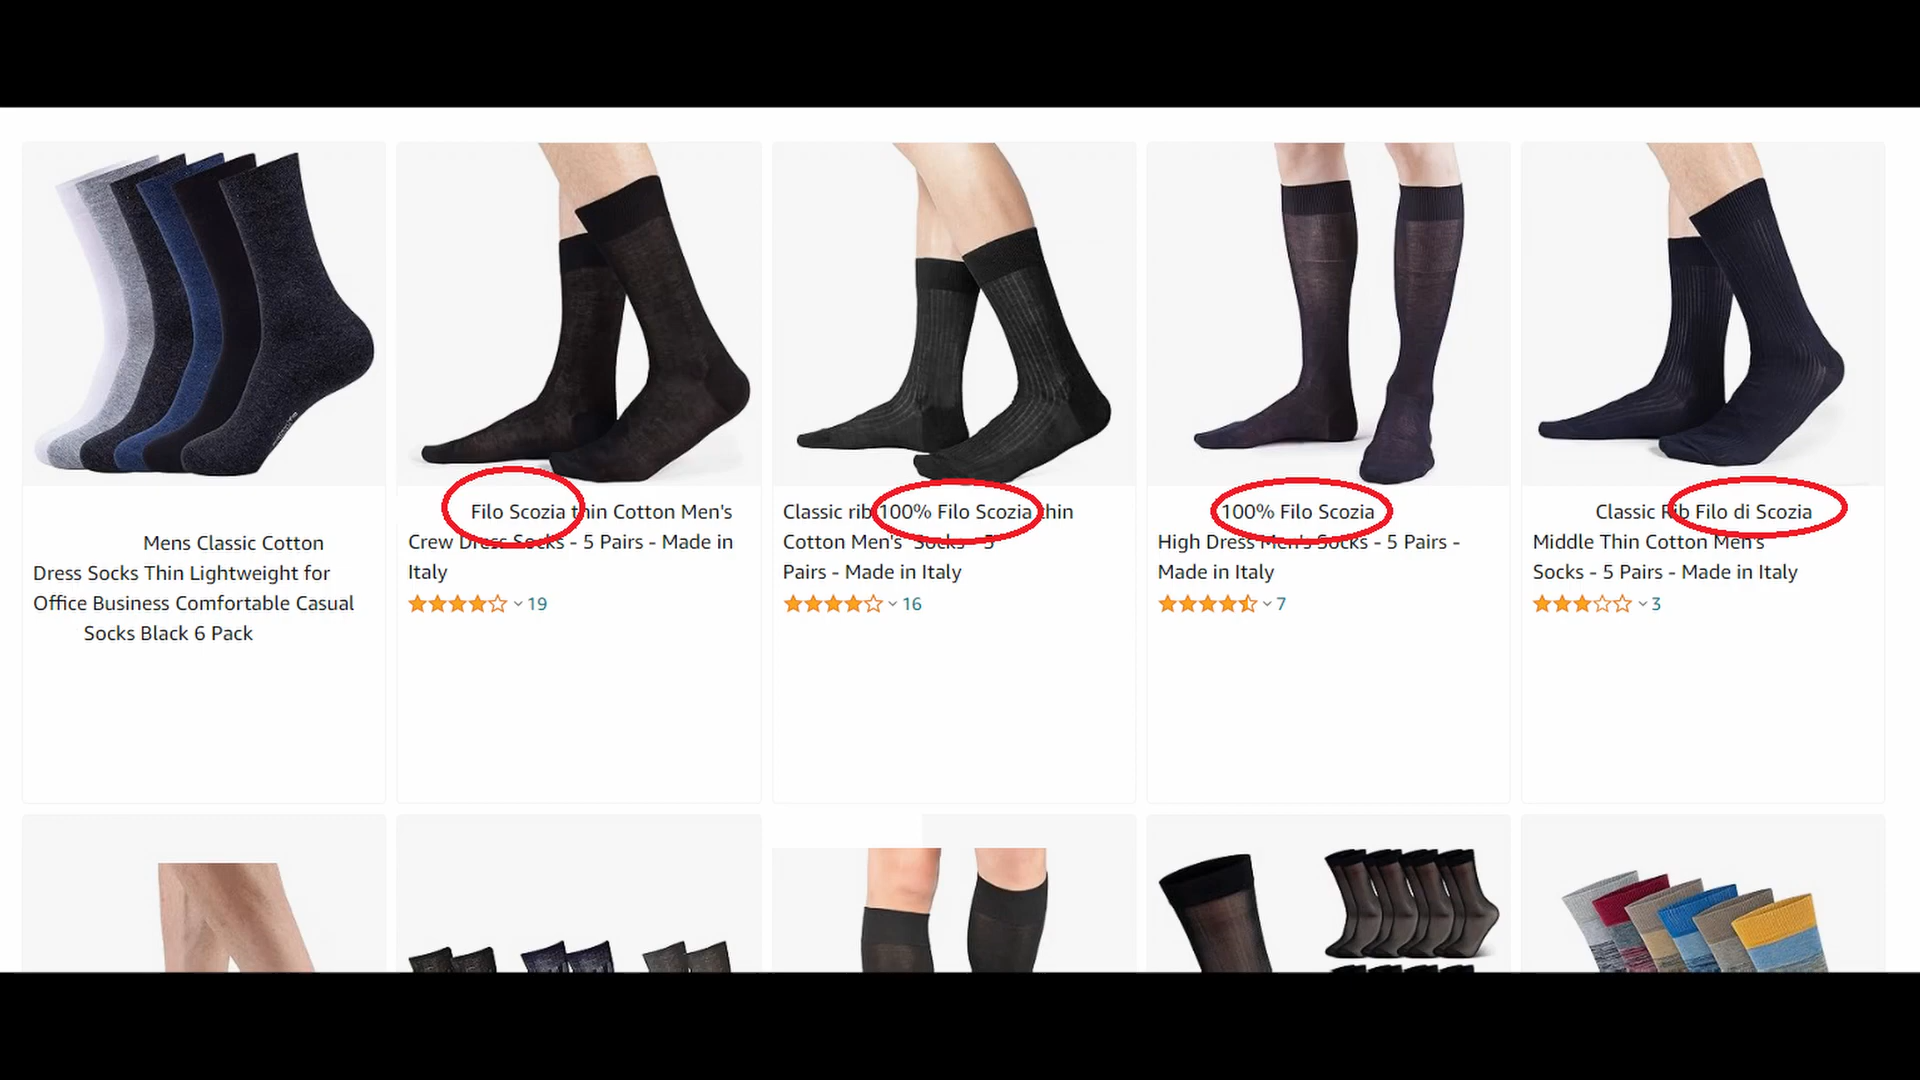 Mens Classic Cotton
Dress Socks Thin Lightweight for
Office Business Comfortable Casual
Socks Black 6 Pack
Filo Scozia thin Cotton Men's
Crew Dress Socks - 5 Pairs - Made in
Italy
19
Classic rib 100% Filo Scozia thin
Cotton Men's Socks - 5
Pairs - Made in Italy
16
100% Filo Scozia
High Dress Men's Socks - 5 Pairs -
Made in Italy
7
Classic Rib Filo di Scozia
Middle Thin Cotton Men's
Socks - 5 Pairs - Made in Italy
3